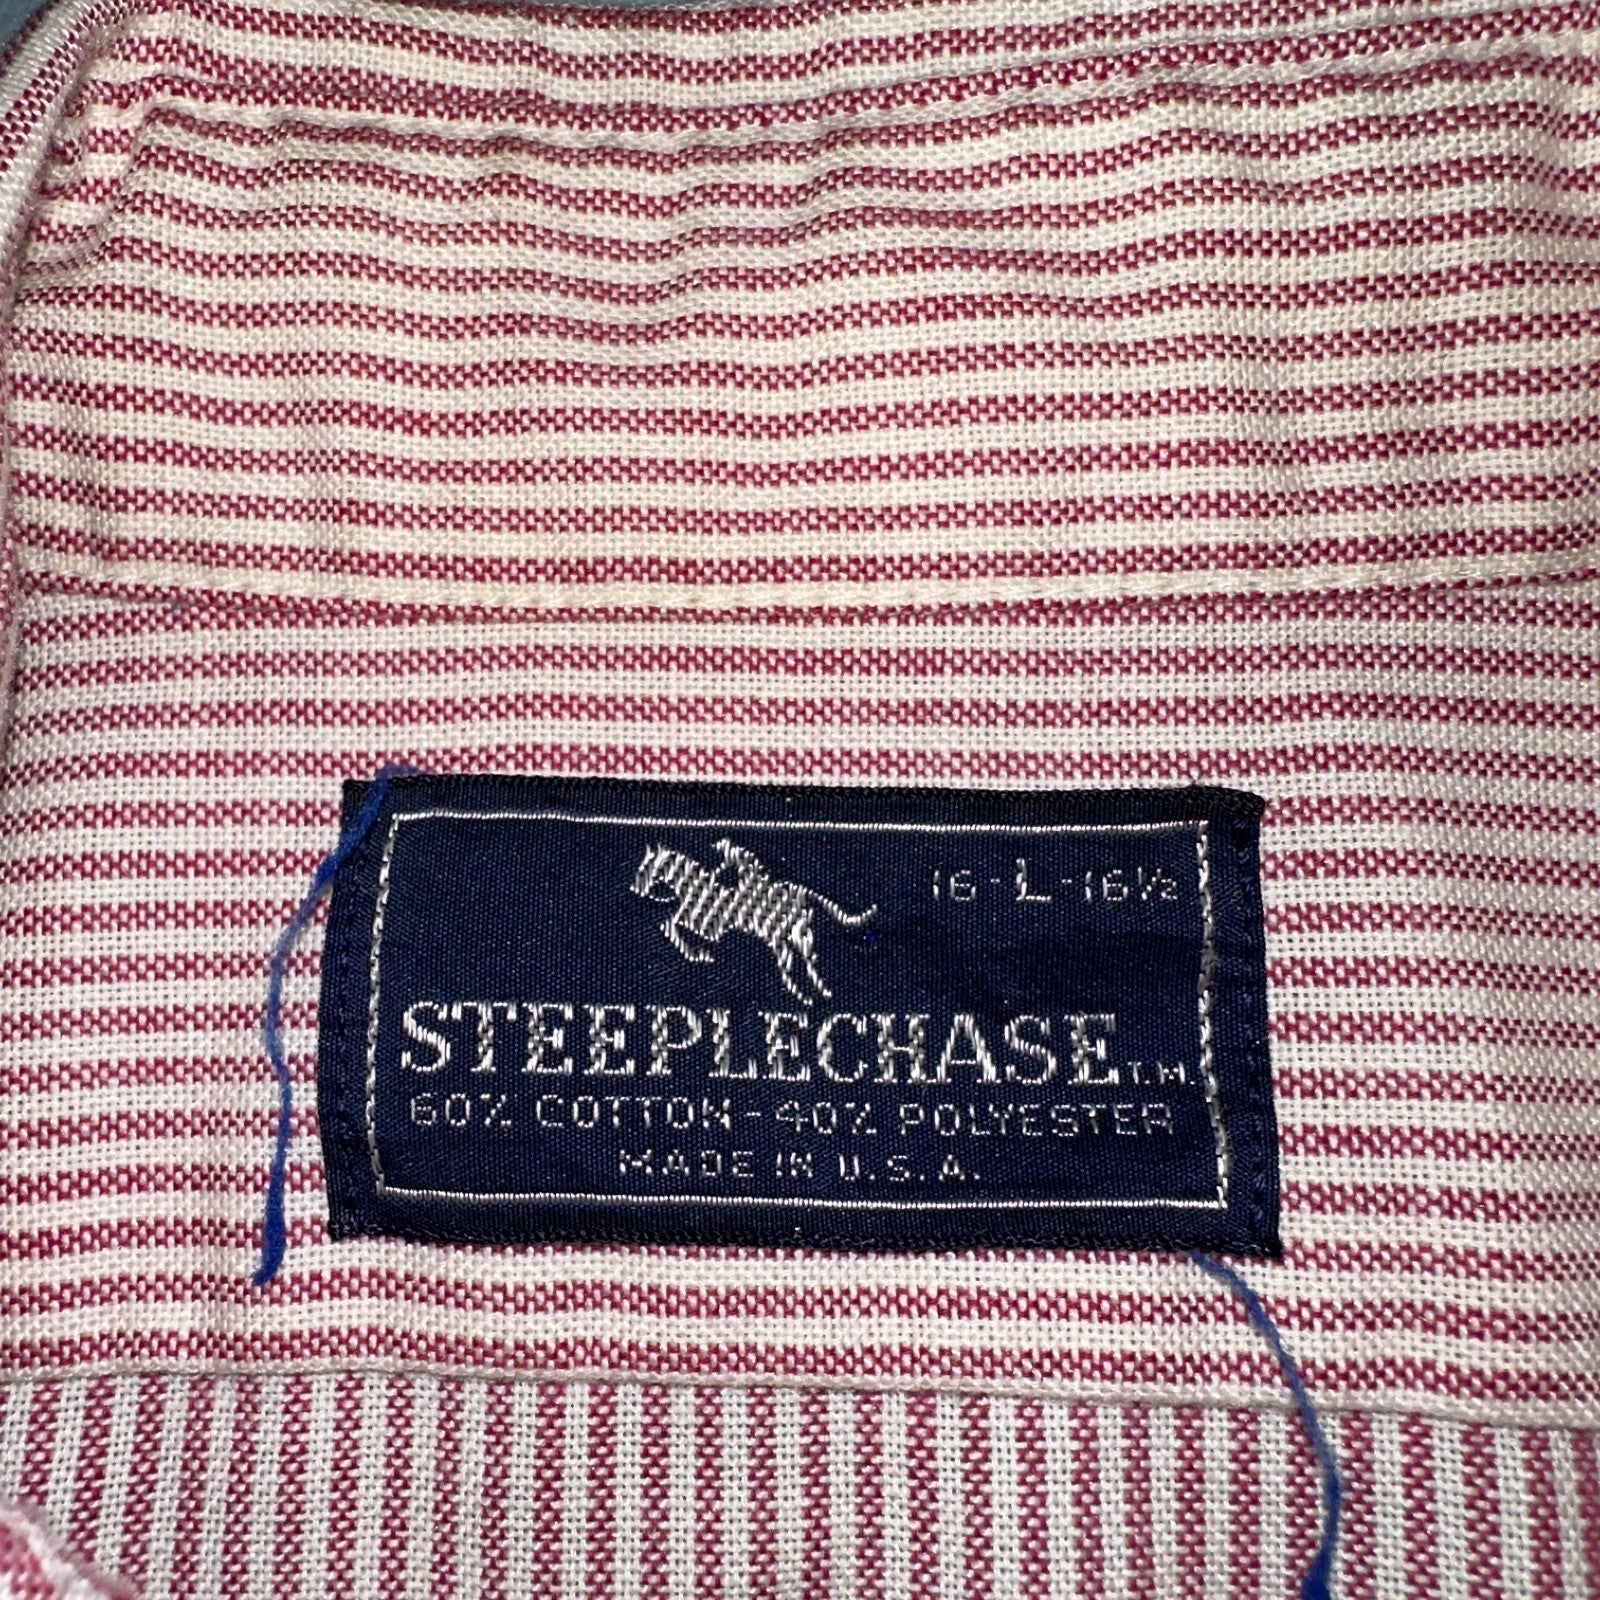 16-L-16½
STEEPLECHASE T.M.
60% COTTON-40% POLYESTER
MADE IN U.S.A.